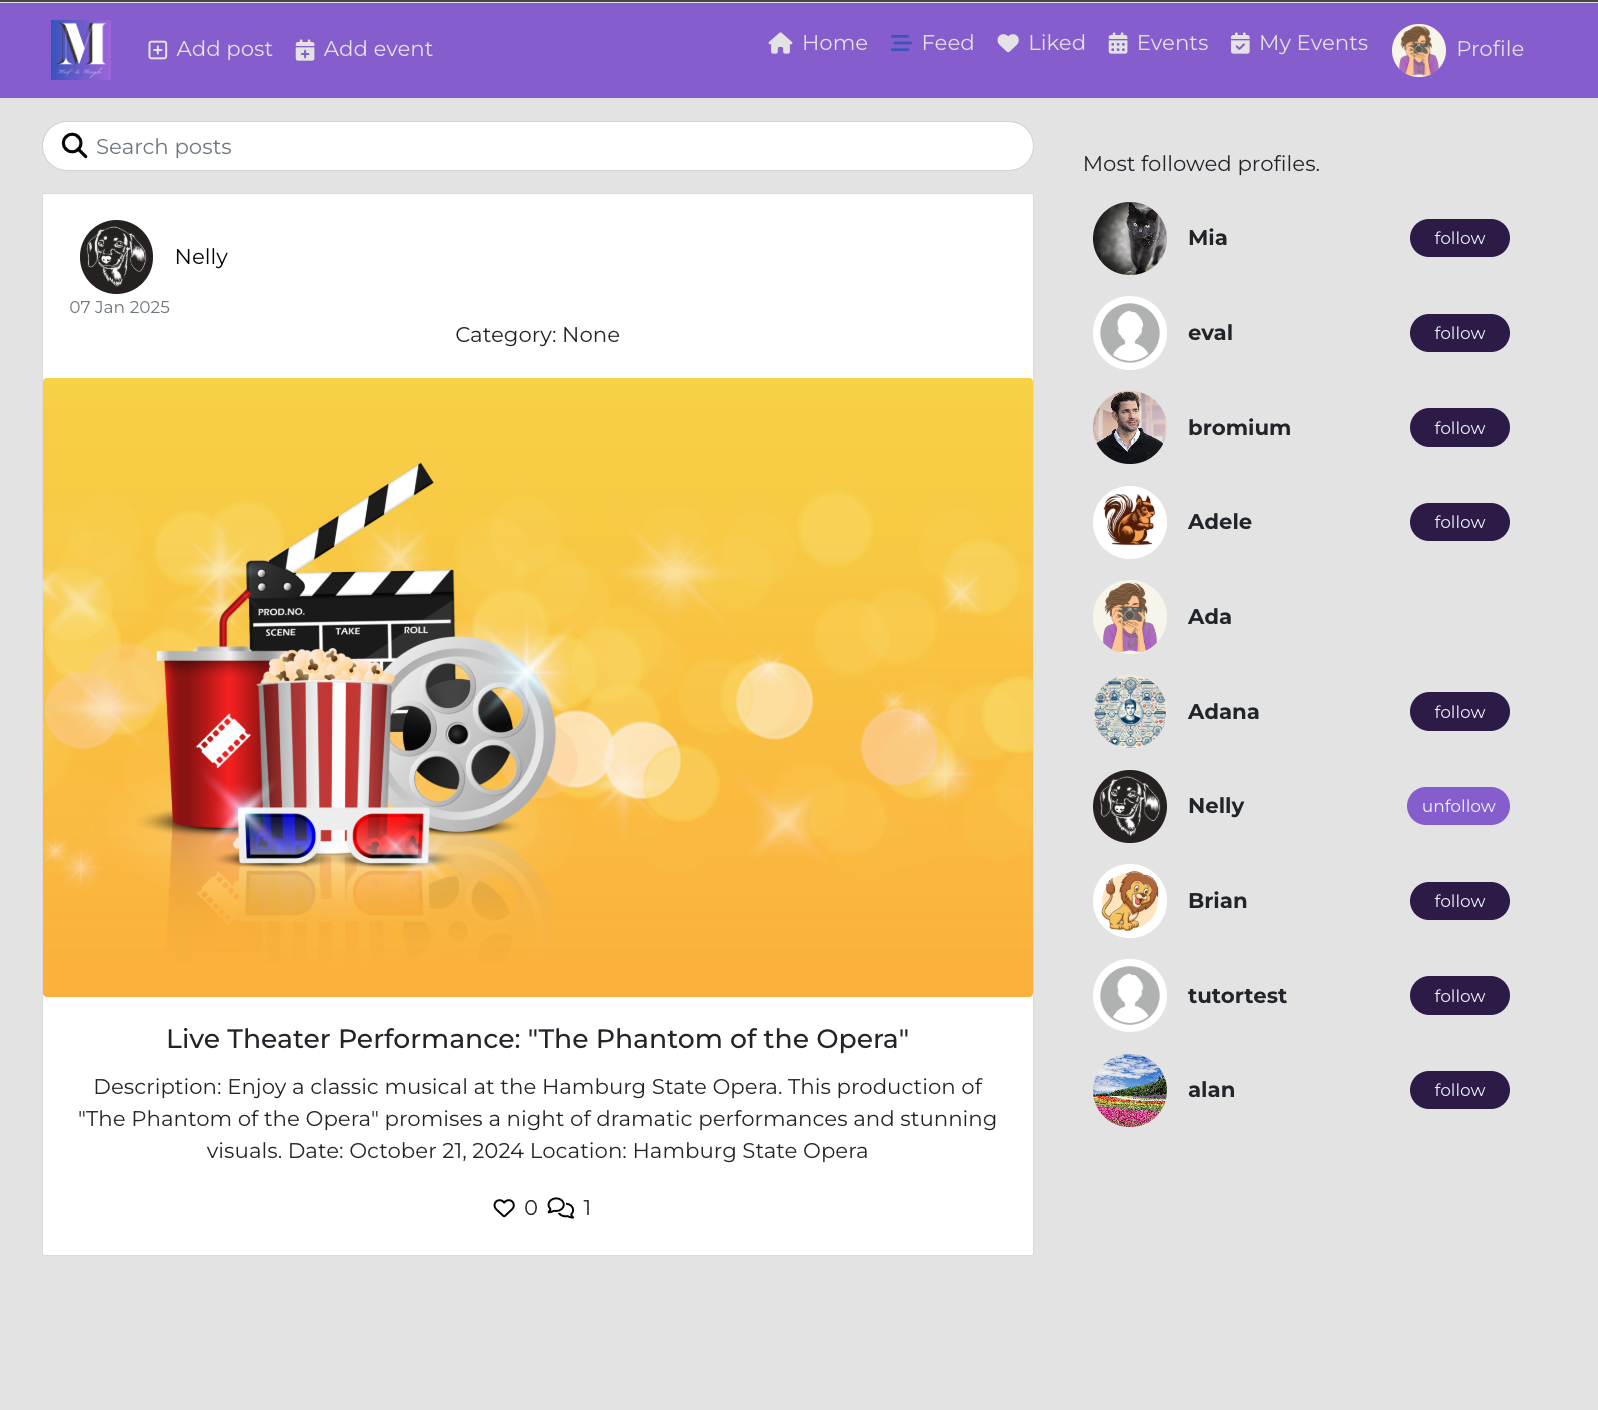 M
Add post
Add event
Home
Feed
Liked
Events
My Events
Profile
Search posts
Nelly
07 Jan 2025
Category: None
PROD.NO.
SCENE TAKE ROLL
Live Theater Performance: "The Phantom of the Opera"
Description: Enjoy a classic musical at the Hamburg State Opera. This production of
"The Phantom of the Opera" promises a night of dramatic performances and stunning
visuals. Date: October 21, 2024 Location: Hamburg State Opera
0 1
Most followed profiles.
Mia follow
eval follow
bromium follow
Adele follow
Ada
Adana follow
Nelly unfollow
Brian follow
tutortest follow
alan follow